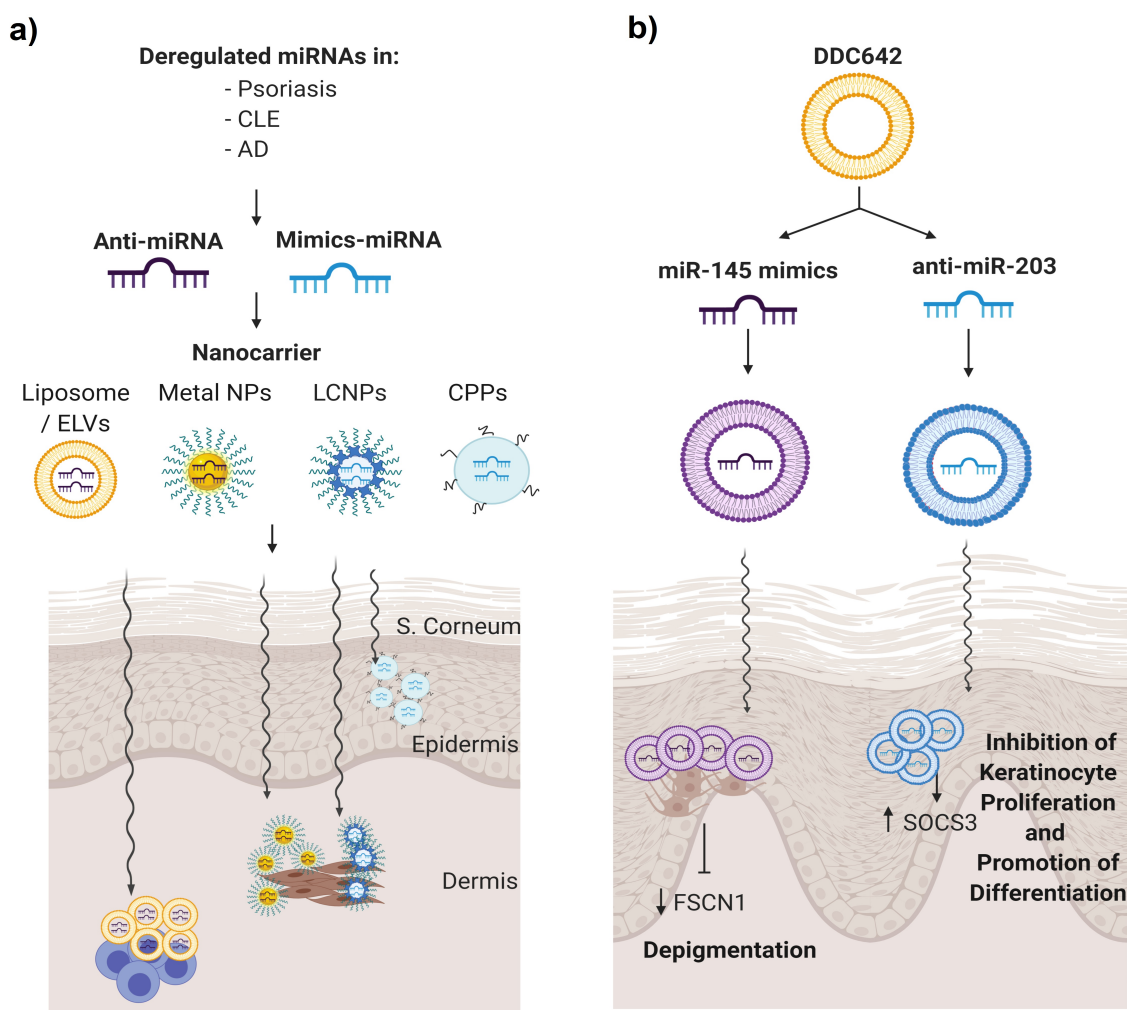 a)
Deregulated miRNAs in:
- Psoriasis
- CLE
- AD
Anti-miRNA
Mimics-miRNA
Nanocarrier
Liposome
/ ELVs
Metal NPs
LCNPs
CPPs
S. Corneum
Epidermis
Dermis
b)
DDC642
miR-145 mimics
anti-miR-203
FSCN1
Depigmentation
SOCS3
Inhibition of
Keratinocyte
Proliferation
and
Promotion of
Differentiation